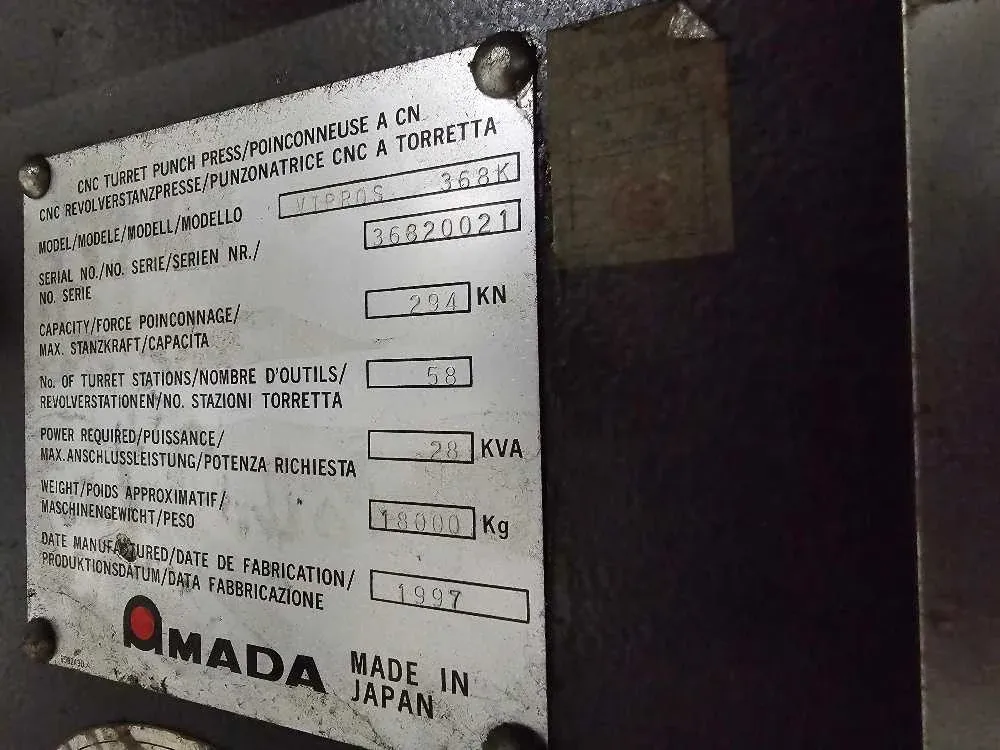 CNC TURRET PUNCH PRESS/POINCONNEUSE A CN
CNC REVOLVERSTANZPRESSE/PUNZONATRICE CNC A TORRETTA
MODEL/MODELE/MODELL/MODELLO VIPROS 368K
SERIAL NO./NO. SERIE/SERIEN NR./
NO. SERIE 36820021
CAPACITY/FORCE POINCONNAGE/
MAX. STANZKRAFT/CAPACITA 294 KN
No. OF TURRET STATIONS/NOMBRE D'OUTILS/
REVOLVERSTATIONEN/NO. STAZIONI TORRETTA 58
POWER REQUIRED/PUISSANCE/
MAX. ANSCHLUSSLEISTUNG/POTENZA RICHIESTA 28 KVA
WEIGHT/POIDS APPROXIMATIF/
MASCHINENGEWICHT/PESO 18000 Kg
DATE MANUFACTURED/DATE DE FABRICATION/
PRODUKTIONSDATUM/DATA FABBRICAZIONE 1997
AMADA
MADE IN
JAPAN